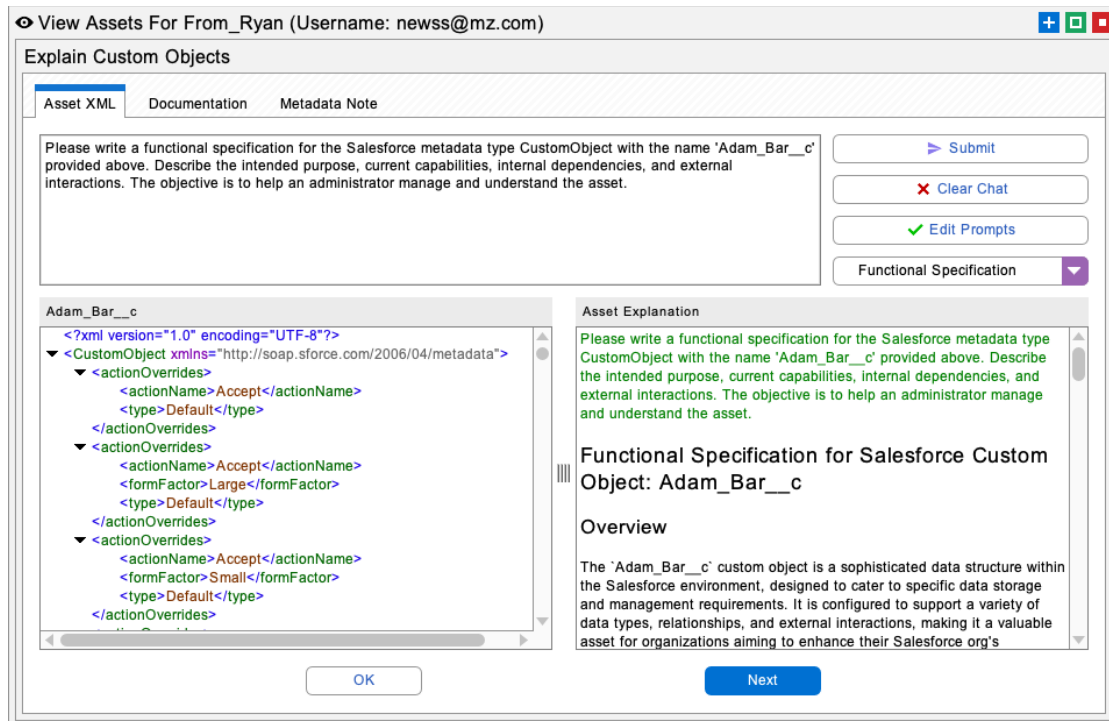 View Assets For From_Ryan (Username: newss@mz.com)
Explain Custom Objects
Asset XML
Documentation
Metadata Note
Please write a functional specification for the Salesforce metadata type CustomObject with the name 'Adam_Bar__c'
provided above. Describe the intended purpose, current capabilities, internal dependencies, and external
interactions. The objective is to help an administrator manage and understand the asset.
Submit
Clear Chat
Edit Prompts
Functional Specification
Adam_Bar__c
<?xml version="1.0" encoding="UTF-8"?>
<CustomObject xmlns="http://soap.sforce.com/2006/04/metadata">
<actionOverrides>
<actionName>Accept</actionName>
<type>Default</type>
</actionOverrides>
<actionOverrides>
<actionName>Accept</actionName>
<formFactor>Large</formFactor>
<type>Default</type>
</actionOverrides>
<actionOverrides>
<actionName>Accept</actionName>
<formFactor>Small</formFactor>
<type>Default</type>
</actionOverrides>
Asset Explanation
Please write a functional specification for the Salesforce metadata type
CustomObject with the name 'Adam_Bar__c' provided above. Describe
the intended purpose, current capabilities, internal dependencies, and
external interactions. The objective is to help an administrator manage
and understand the asset.
Functional Specification for Salesforce Custom
Object: Adam_Bar__c
Overview
The `Adam_Bar__c` custom object is a sophisticated data structure within
the Salesforce environment, designed to cater to specific data storage
and management requirements. It is configured to support a variety of
data types, relationships, and external interactions, making it a valuable
asset for organizations aiming to enhance their Salesforce org's
OK
Next